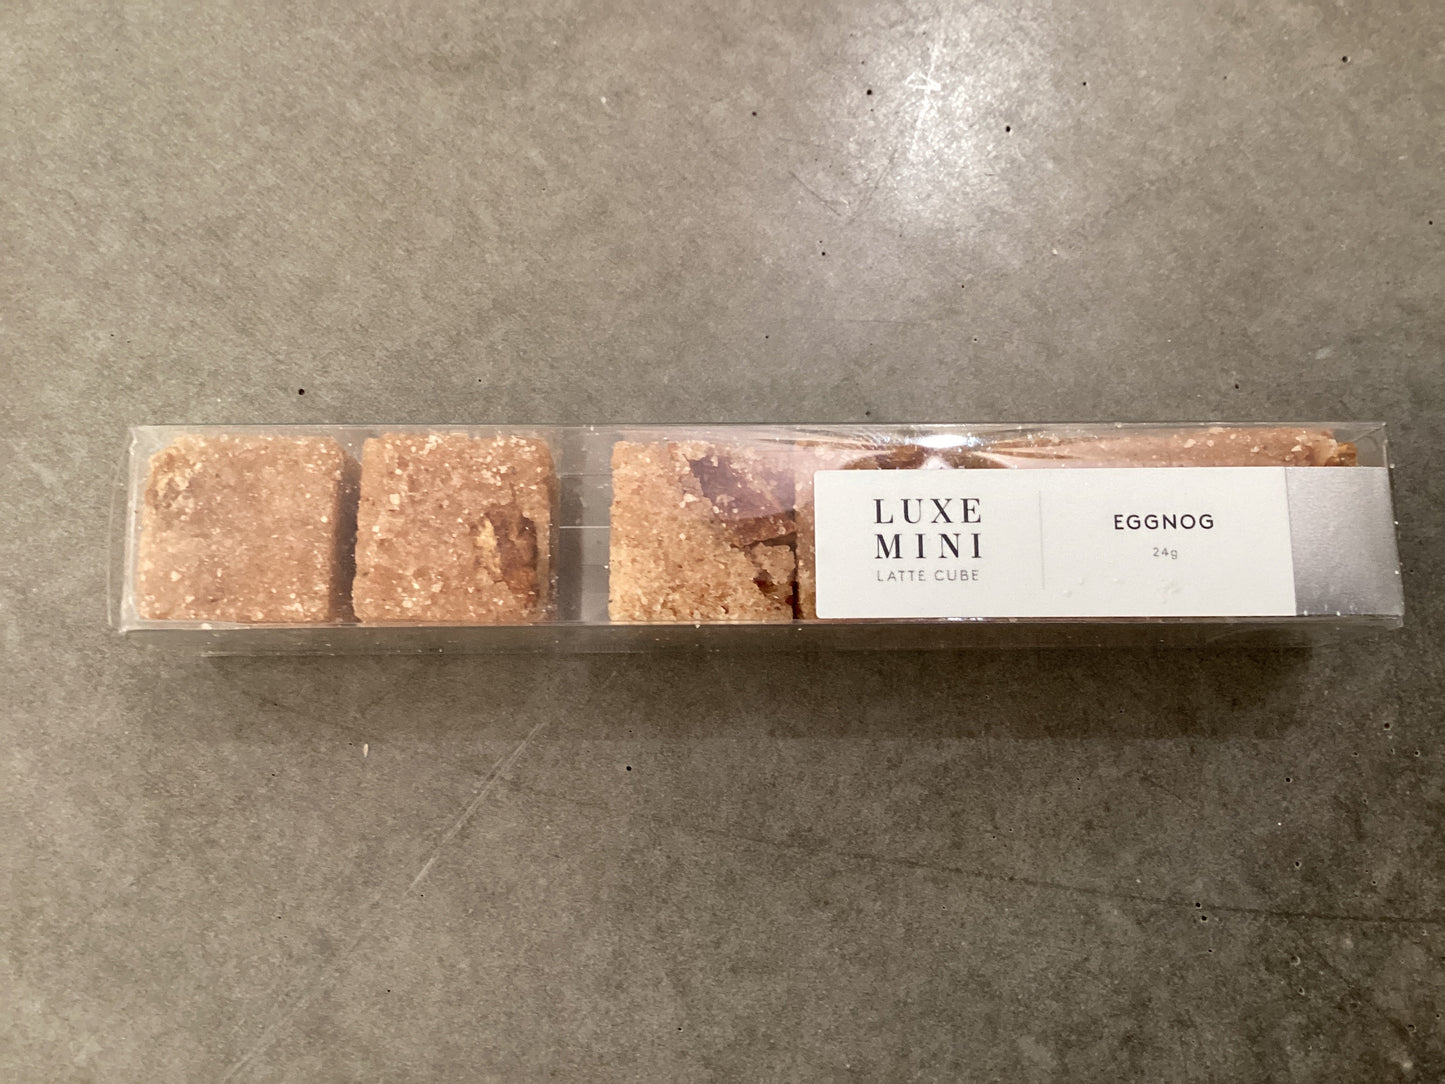 LUXE
MINI
LATTE CUBE
EGGNOG
24g